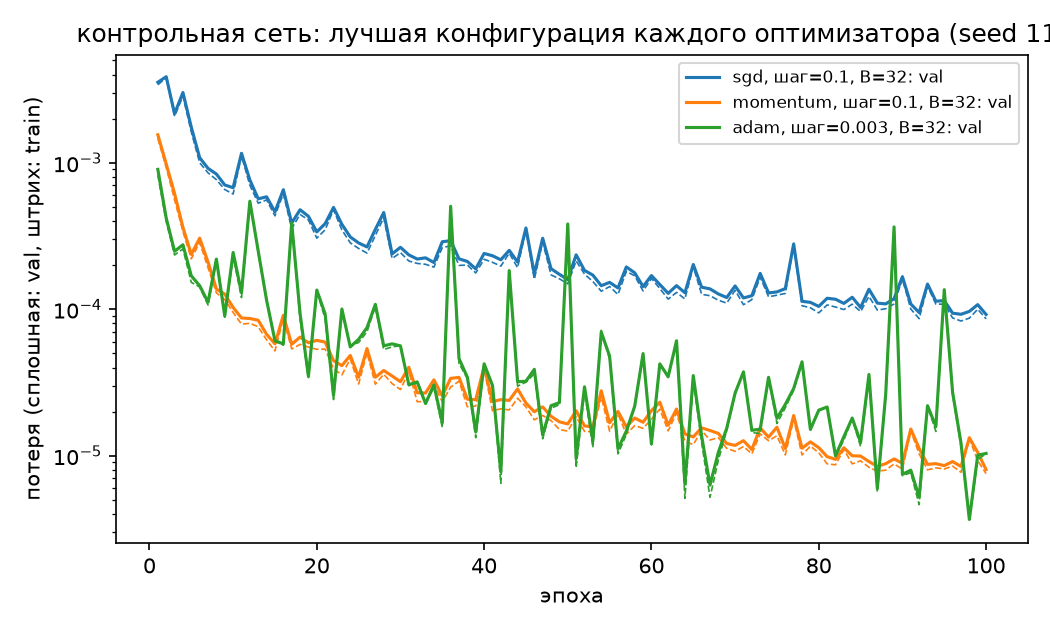 контрольная сеть: лучшая конфигурация каждого оптимизатора (seed 11
sgd, шаг=0.1, B=32: val
momentum, шаг=0.1, B=32: val
adam, шаг=0.003, B=32: val
потеря (сплошная: val, штрих: train)
10⁻³
10⁻⁴
10⁻⁵
0 20 40 60 80 100
эпоха